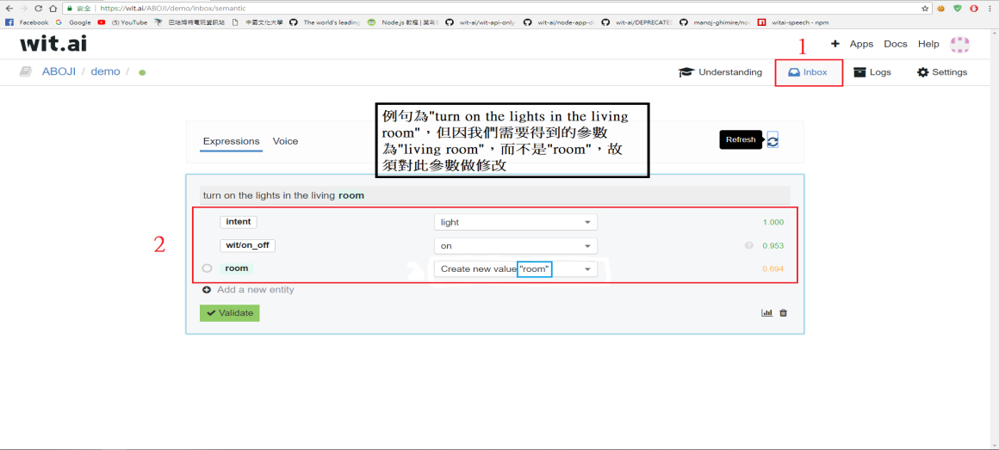 安全 | https://wit.ai/ABOJI/demo/inbox/semantic
Facebook Google (5) YouTube 巴哈姆特電玩資訊站 中國文化大學 The world's leading Node.js 教程 | 菜鸟 wit-ai/wit-api-only wit-ai/node-app-d wit-ai/DEPRECATED manoj-ghimire/no witai-speech - npm
wit.ai
1
Apps Docs Help
ABOJI / demo /
Understanding Inbox Logs Settings
例句為"turn on the lights in the living
room"，但因我們需要得到的參數
為"living room"，而不是"room"，故
須對此參數做修改
Expressions Voice
Refresh
turn on the lights in the living room
2
intent light 1.000
wit/on_off on 0.953
room Create new value "room" 0.694
Add a new entity
Validate